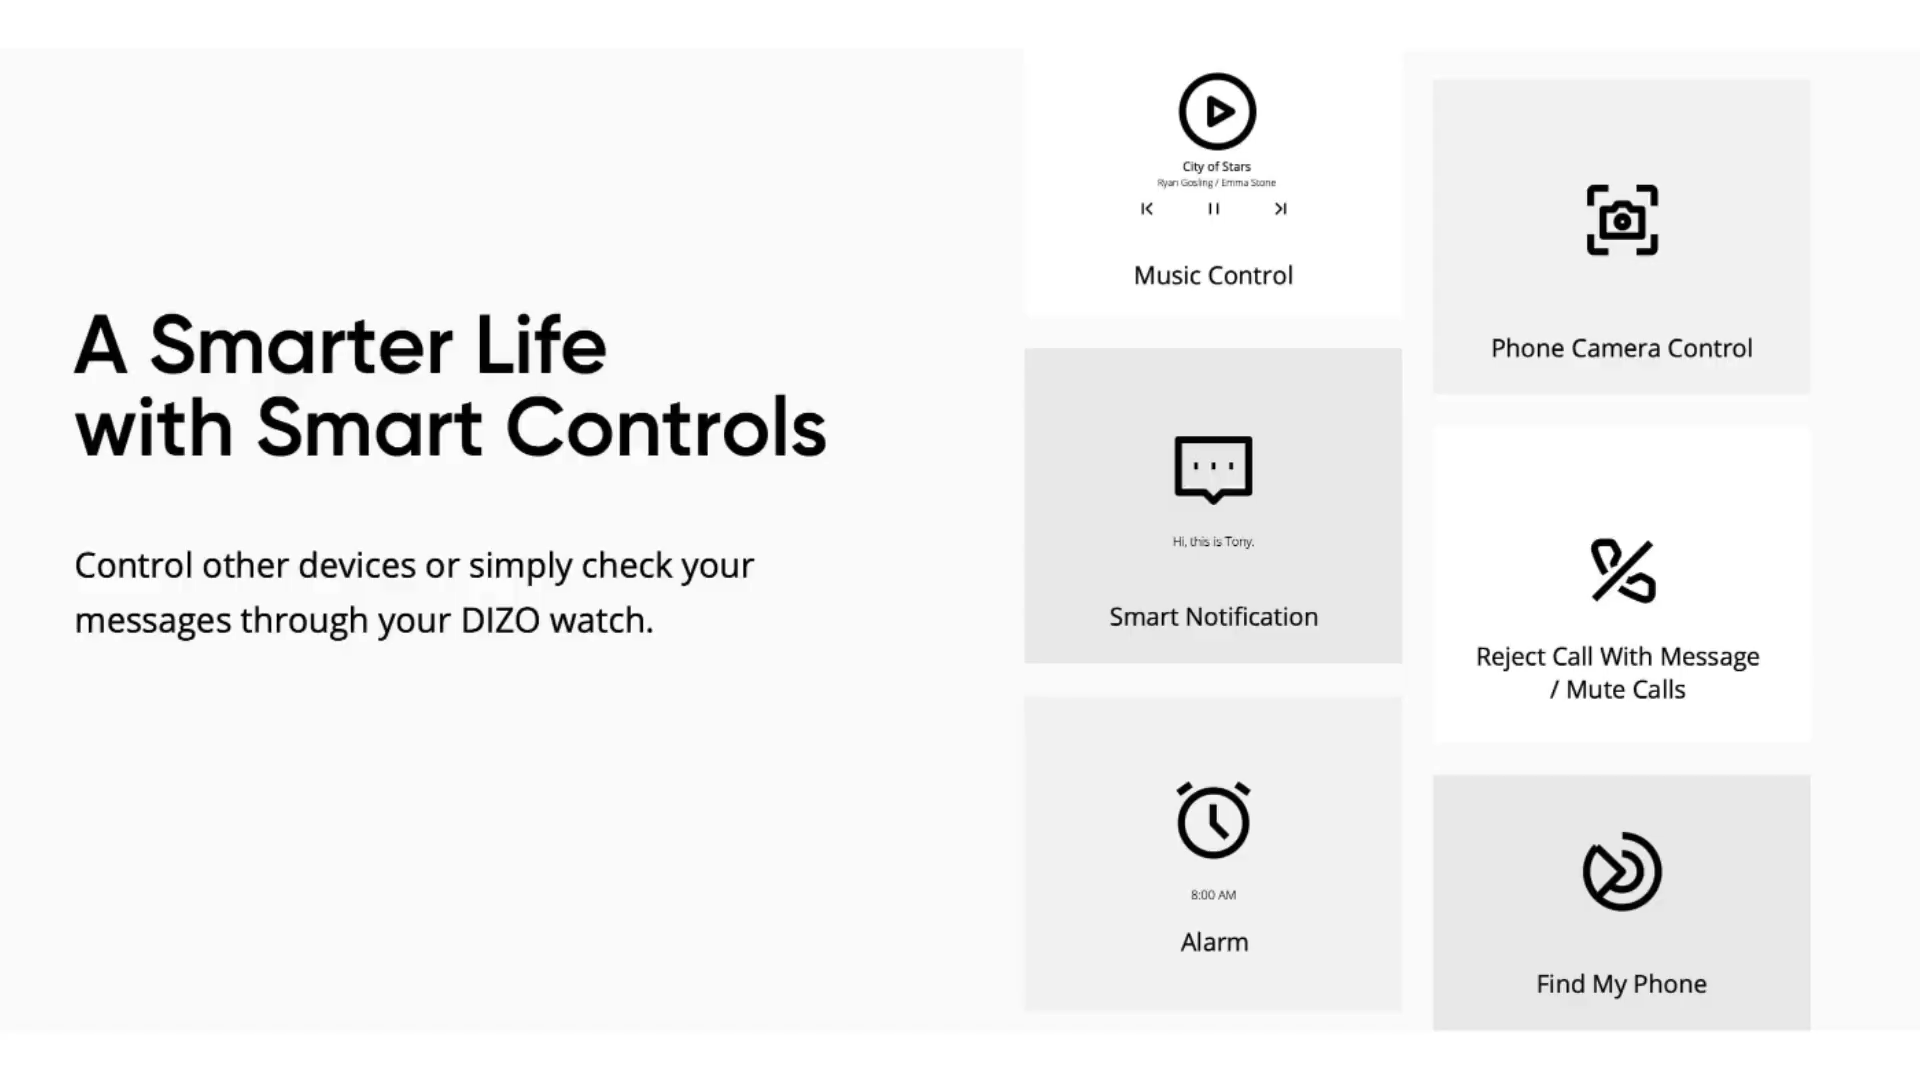 A Smarter Life
with Smart Controls
Control other devices or simply check your
messages through your DIZO watch.
City of Stars
Ryan Gosling / Emma Stone
Music Control
Hi, this is Tony.
Smart Notification
8:00 AM
Alarm
Phone Camera Control
Reject Call With Message
/ Mute Calls
Find My Phone